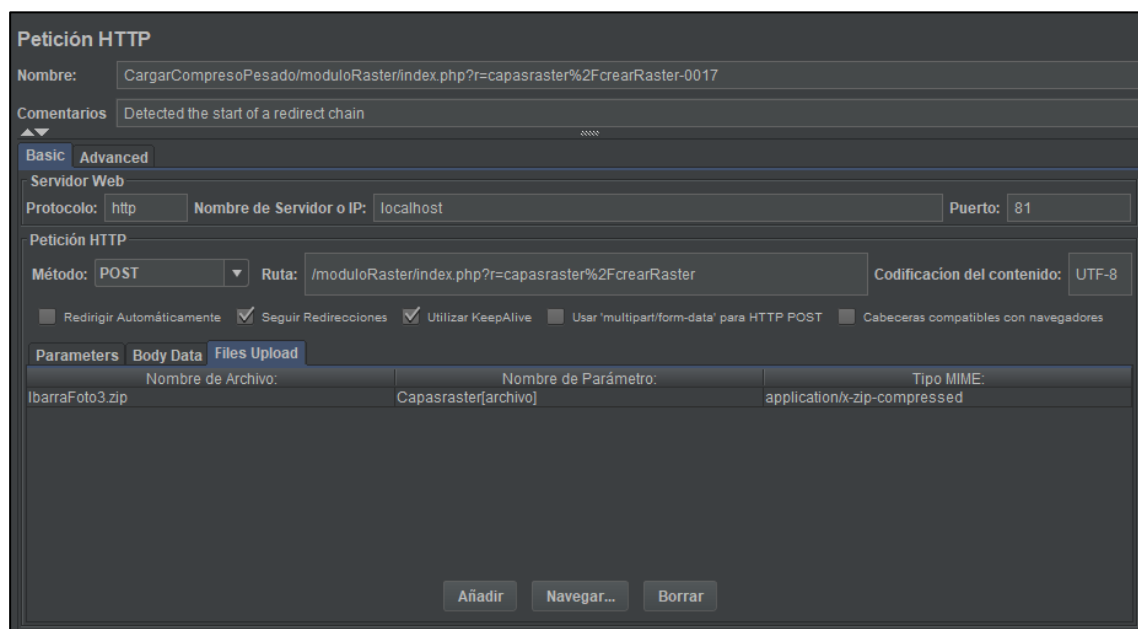 Petición HTTP
Nombre: CargarCompresoPesado/moduloRaster/index.php?r=capasraster%2FcrearRaster-0017
Comentarios Detected the start of a redirect chain
Basic Advanced
Servidor Web
Protocolo: http Nombre de Servidor o IP: localhost Puerto: 81
Petición HTTP
Método: POST Ruta: /moduloRaster/index.php?r=capasraster%2FcrearRaster Codificacion del contenido: UTF-8
Redirigir Automáticamente Seguir Redirecciones Utilizar KeepAlive Usar 'multipart/form-data' para HTTP POST Cabeceras compatibles con navegadores
Parameters Body Data Files Upload
Nombre de Archivo: Nombre de Parámetro: Tipo MIME:
IbarraFoto3.zip Capasraster[archivo] application/x-zip-compressed
Añadir Navegar... Borrar